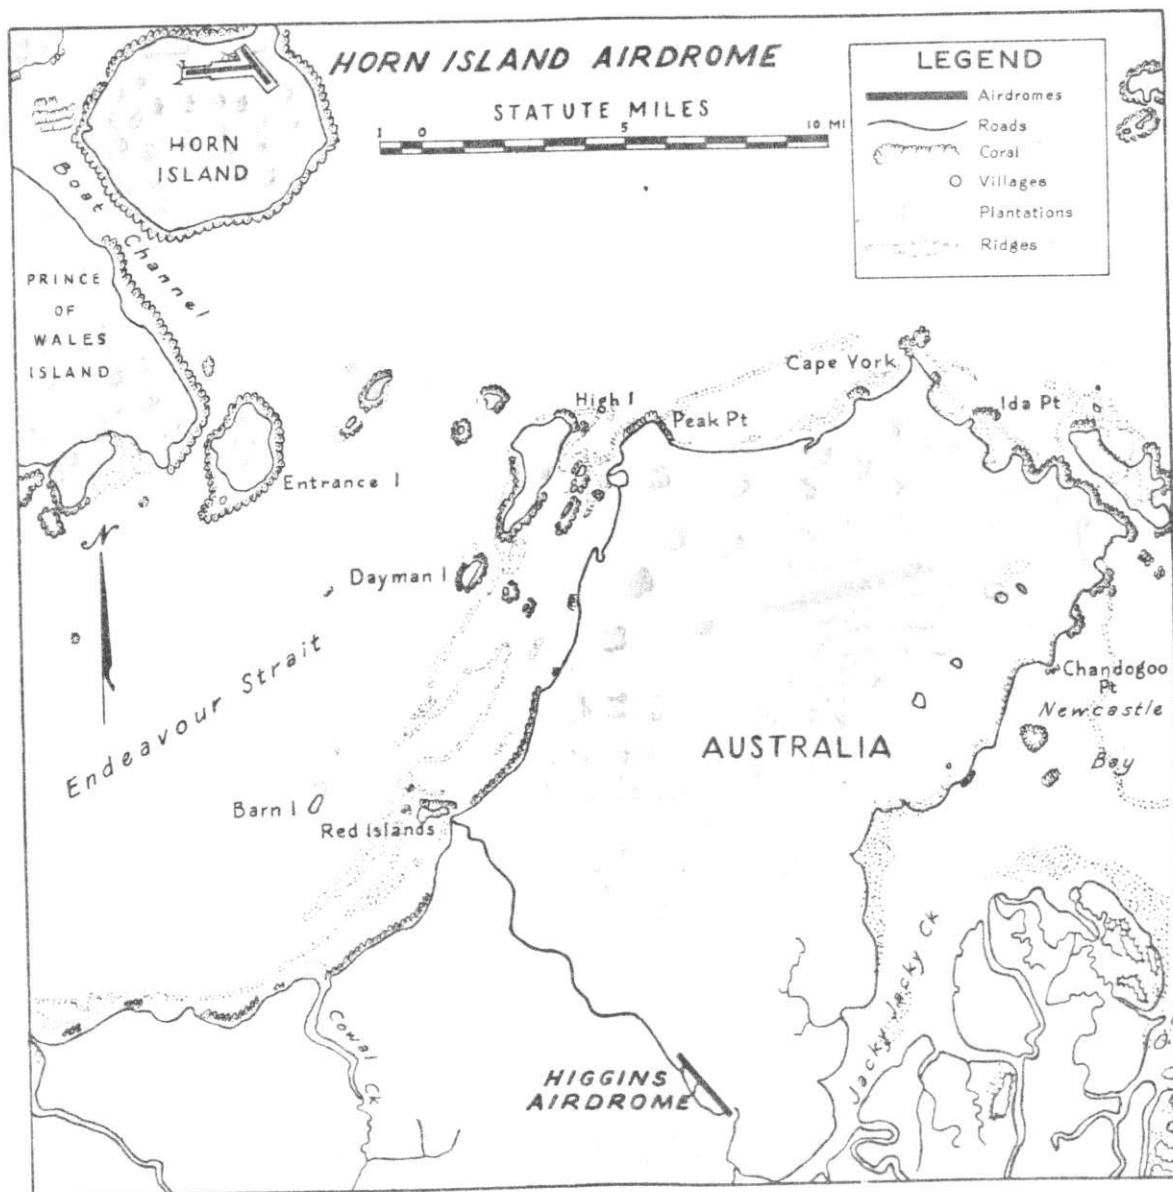 HORN ISLAND AIRDROME
STATUTE MILES
1 0 5 10 MI
LEGEND
Airdromes
Roads
Coral
Villages
Plantations
Ridges
HORN
ISLAND
Boat Channel
PRINCE
OF
WALES
ISLAND
Cape York
High I
Peak Pt
Ida Pt
Entrance I
N
Dayman I
Endeavour Strait
Chandogoo
Pt
Newcastle
Bay
AUSTRALIA
Barn I
Red Islands
Jacky Jacky Ck
Cowal Ck
HIGGINS
AIRDROME